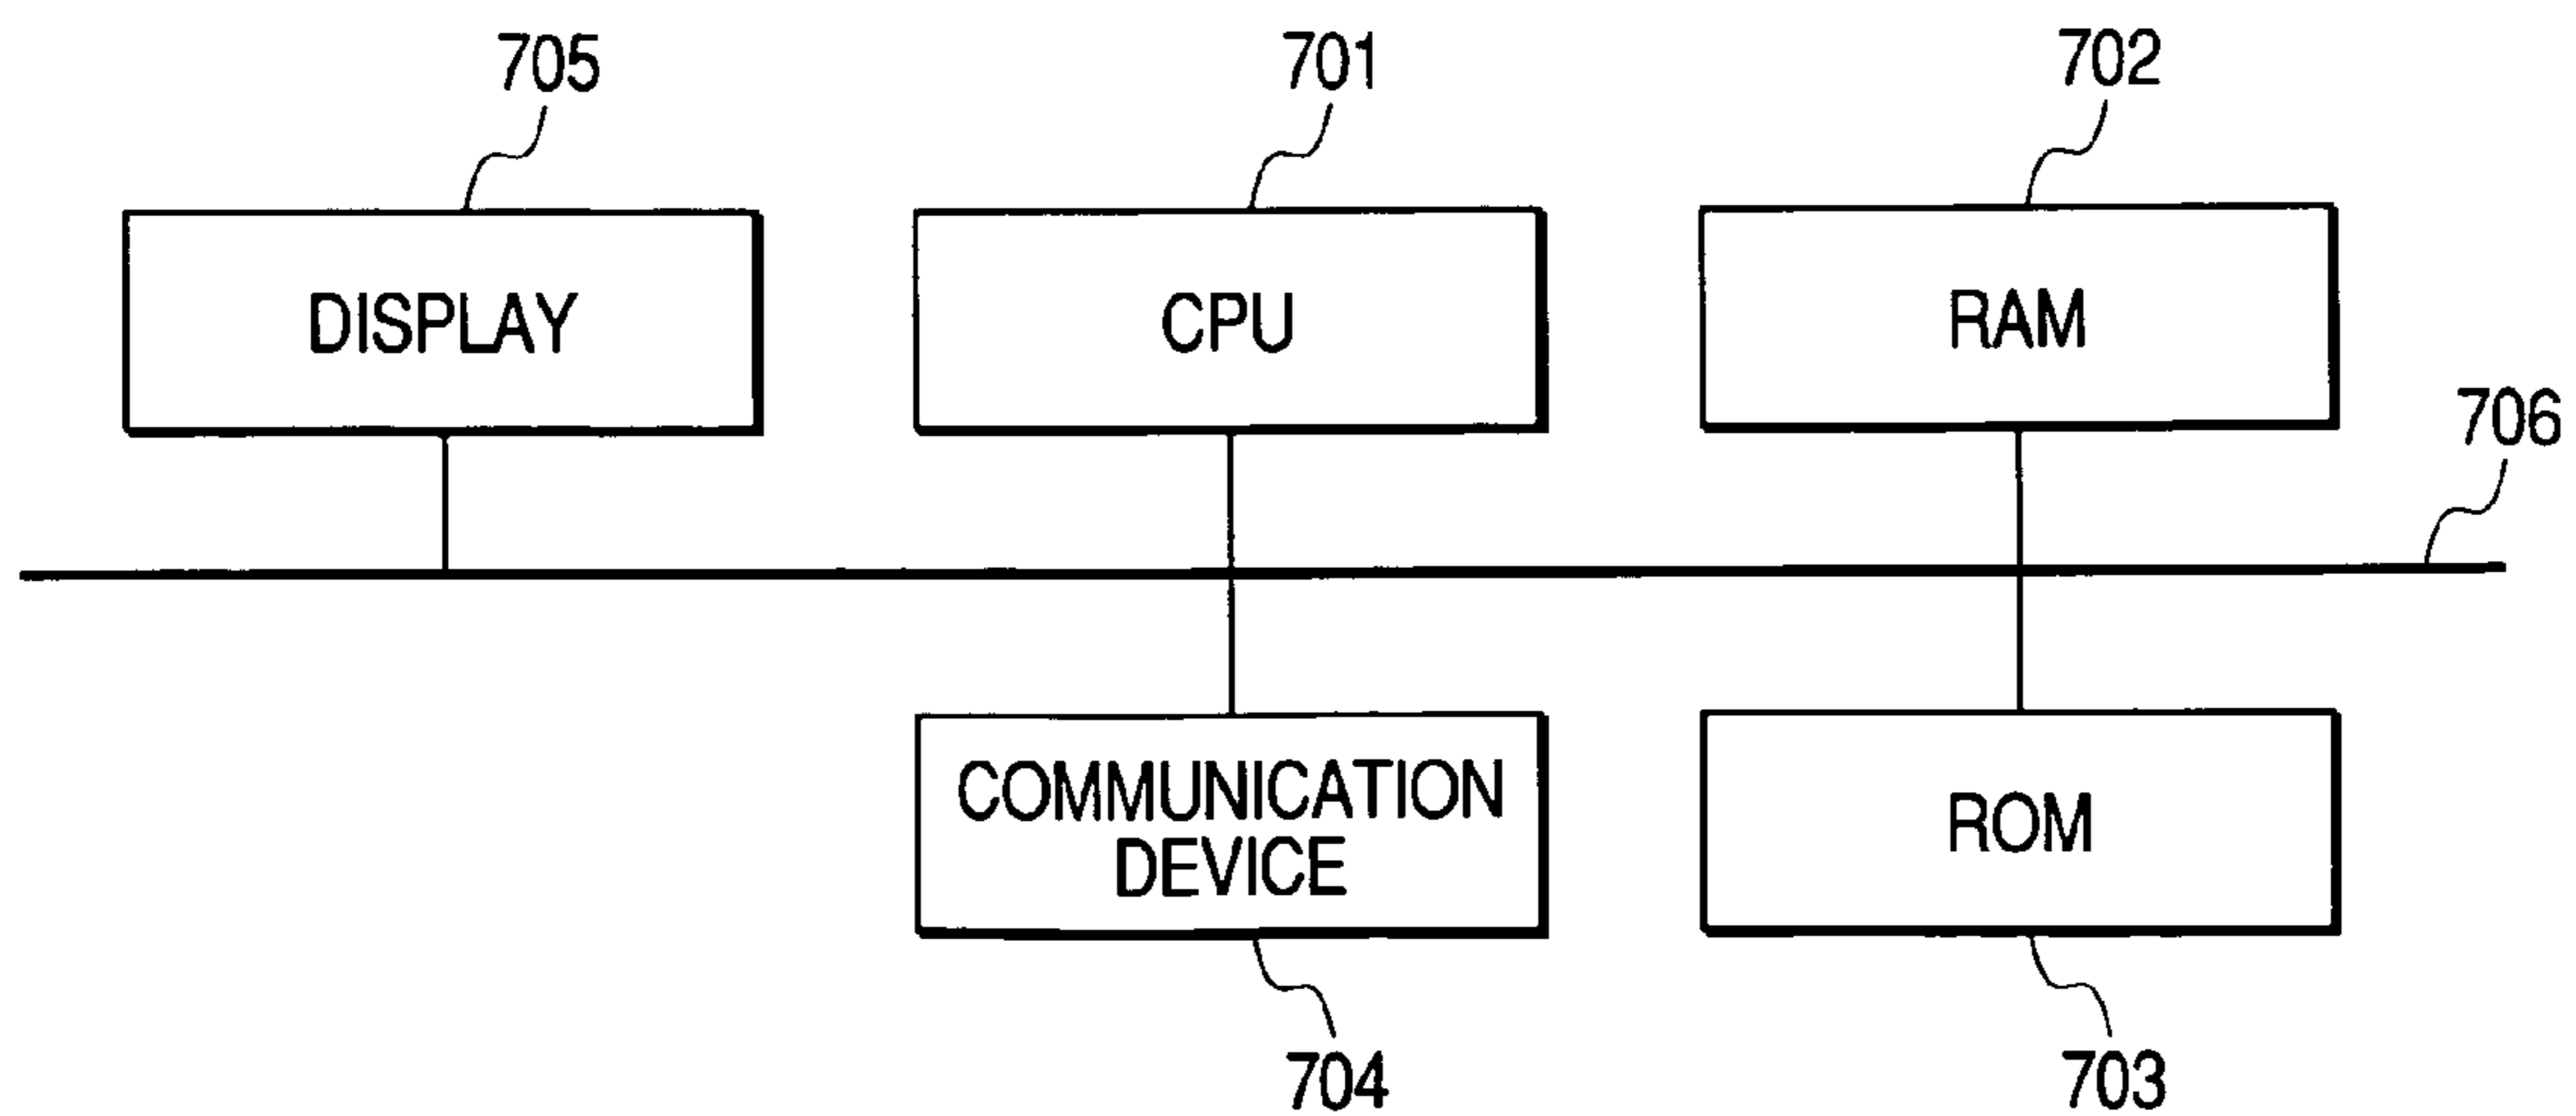 705
701
702
DISPLAY
CPU
RAM
706
COMMUNICATION
DEVICE
ROM
704
703